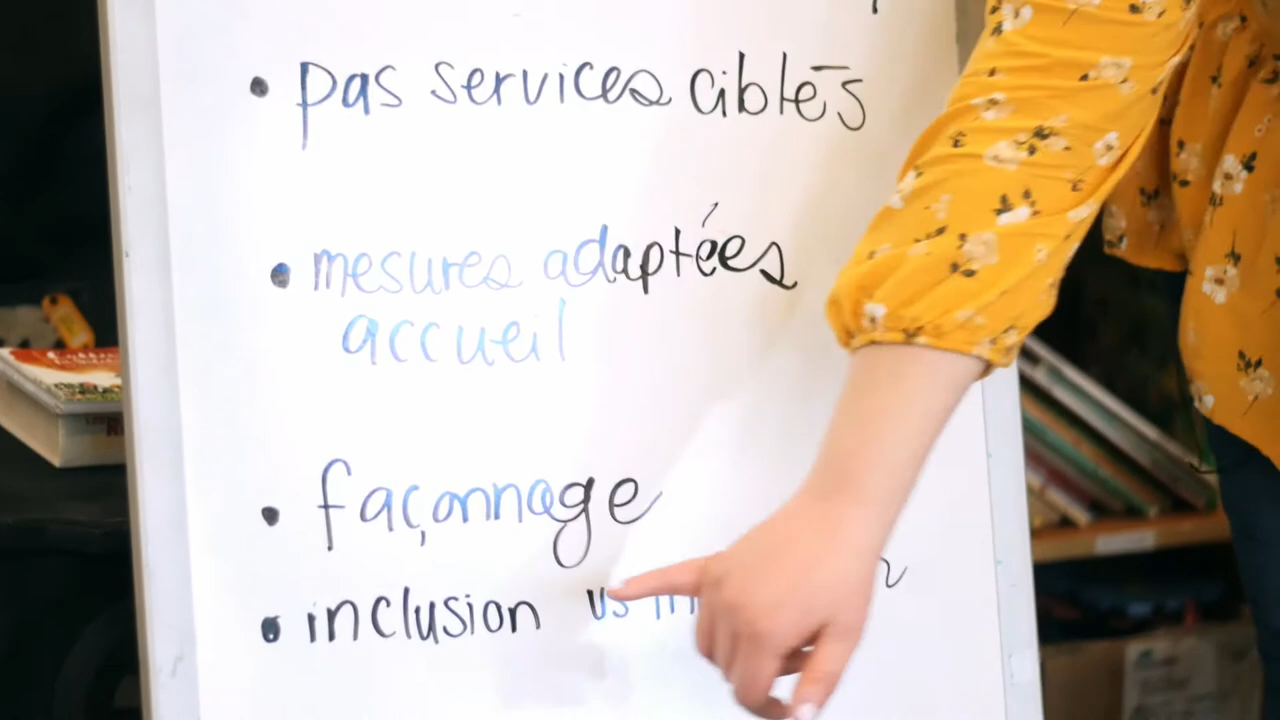 • pas services ciblés
• mesures adaptées
accueil
• façonnage
• inclusion vs